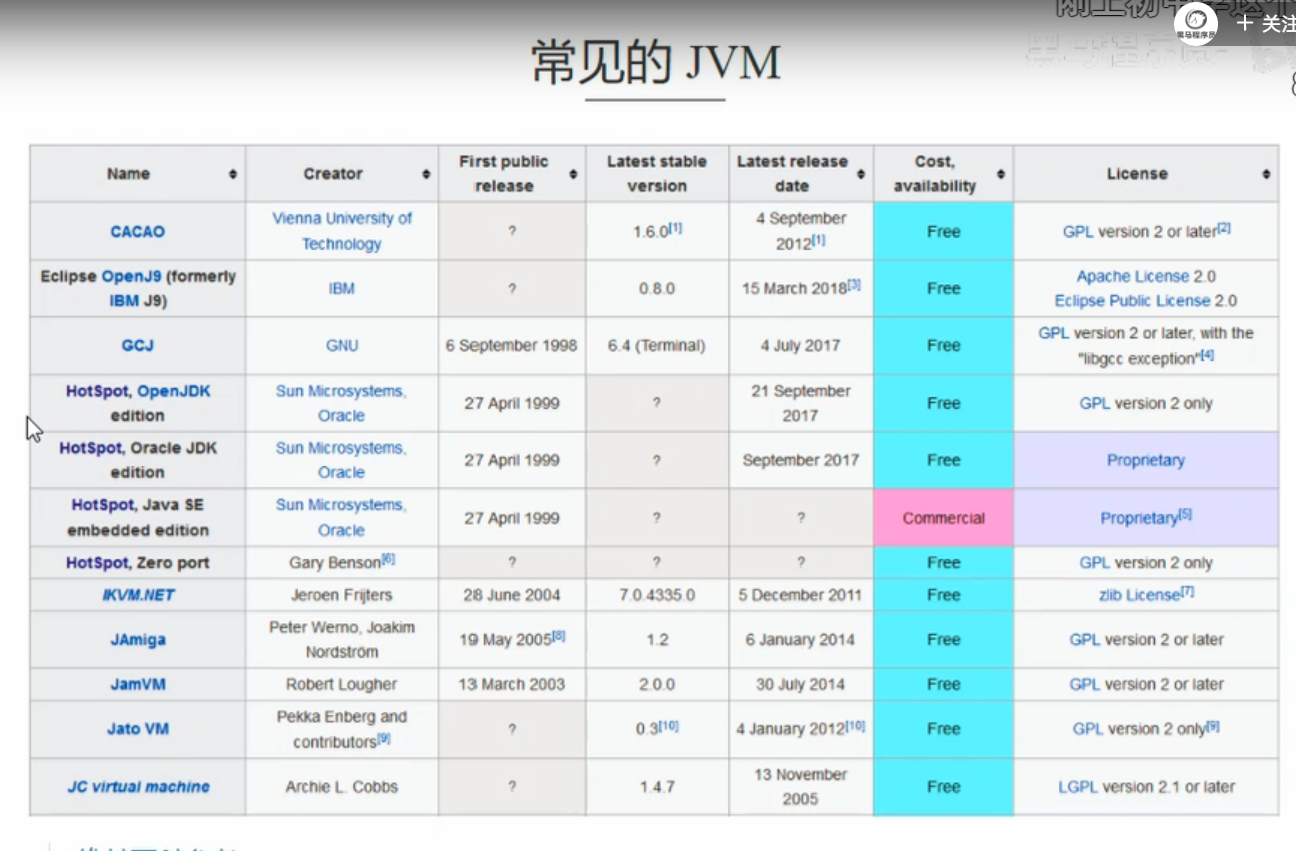 黑马程序员
+ 关注
常见的 JVM
Name
Creator
First public release
Latest stable version
Latest release date
Cost, availability
License
CACAO
Vienna University of Technology
?
1.6.0[1]
4 September 2012[1]
Free
GPL version 2 or later[2]
Eclipse OpenJ9 (formerly IBM J9)
IBM
?
0.8.0
15 March 2018[3]
Free
Apache License 2.0
Eclipse Public License 2.0
GCJ
GNU
6 September 1998
6.4 (Terminal)
4 July 2017
Free
GPL version 2 or later, with the "libgcc exception"[4]
HotSpot, OpenJDK edition
Sun Microsystems, Oracle
27 April 1999
?
21 September 2017
Free
GPL version 2 only
HotSpot, Oracle JDK edition
Sun Microsystems, Oracle
27 April 1999
?
September 2017
Free
Proprietary
HotSpot, Java SE embedded edition
Sun Microsystems, Oracle
27 April 1999
?
?
Commercial
Proprietary[5]
HotSpot, Zero port
Gary Benson[6]
?
?
?
Free
GPL version 2 only
IKVM.NET
Jeroen Frijters
28 June 2004
7.0.4335.0
5 December 2011
Free
zlib License[7]
JAmiga
Peter Werno, Joakim Nordström
19 May 2005[8]
1.2
6 January 2014
Free
GPL version 2 or later
JamVM
Robert Lougher
13 March 2003
2.0.0
30 July 2014
Free
GPL version 2 or later
Jato VM
Pekka Enberg and contributors[9]
?
0.3[10]
4 January 2012[10]
Free
GPL version 2 only[9]
JC virtual machine
Archie L. Cobbs
?
1.4.7
13 November 2005
Free
LGPL version 2.1 or later